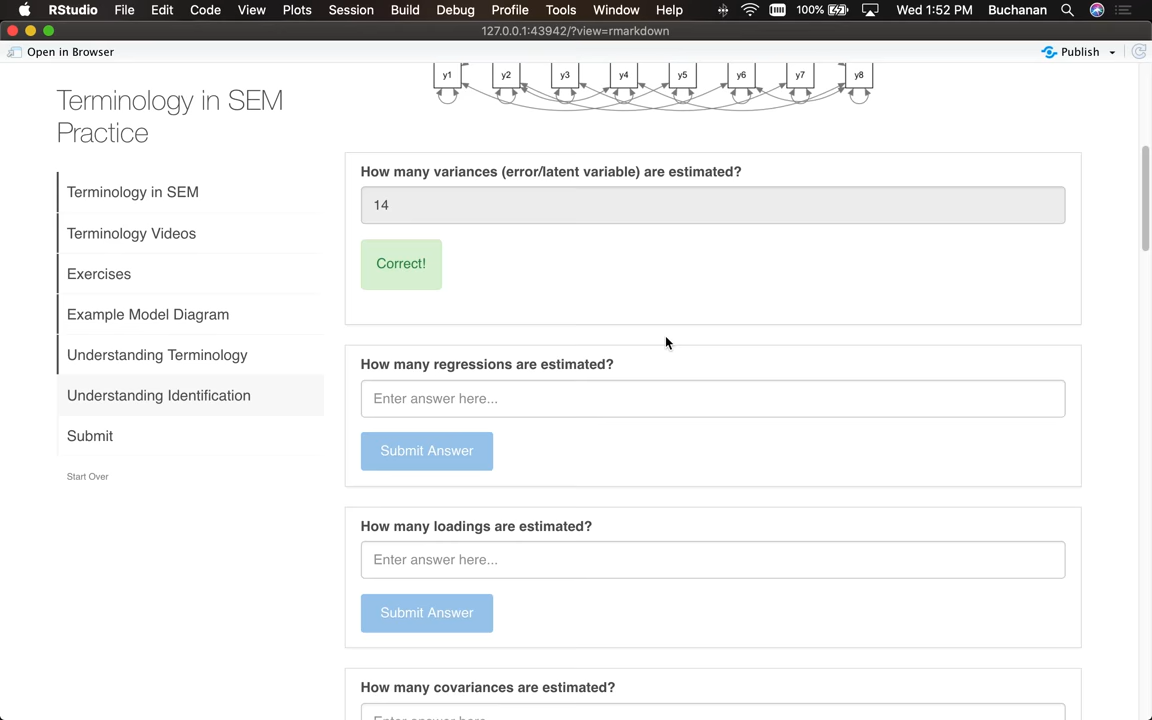 RStudio File Edit Code View Plots Session Build Debug Profile Tools Window Help 100% Wed 1:52 PM Buchanan
127.0.0.1:43942/?view=rmarkdown
Open in Browser Publish
y1 y2 y3 y4 y5 y6 y7 y8
Terminology in SEM
Practice
Terminology in SEM
Terminology Videos
Exercises
Example Model Diagram
Understanding Terminology
Understanding Identification
Submit
Start Over
How many variances (error/latent variable) are estimated?
14
Correct!
How many regressions are estimated?
Enter answer here...
Submit Answer
How many loadings are estimated?
Enter answer here...
Submit Answer
How many covariances are estimated?
Enter answer here...